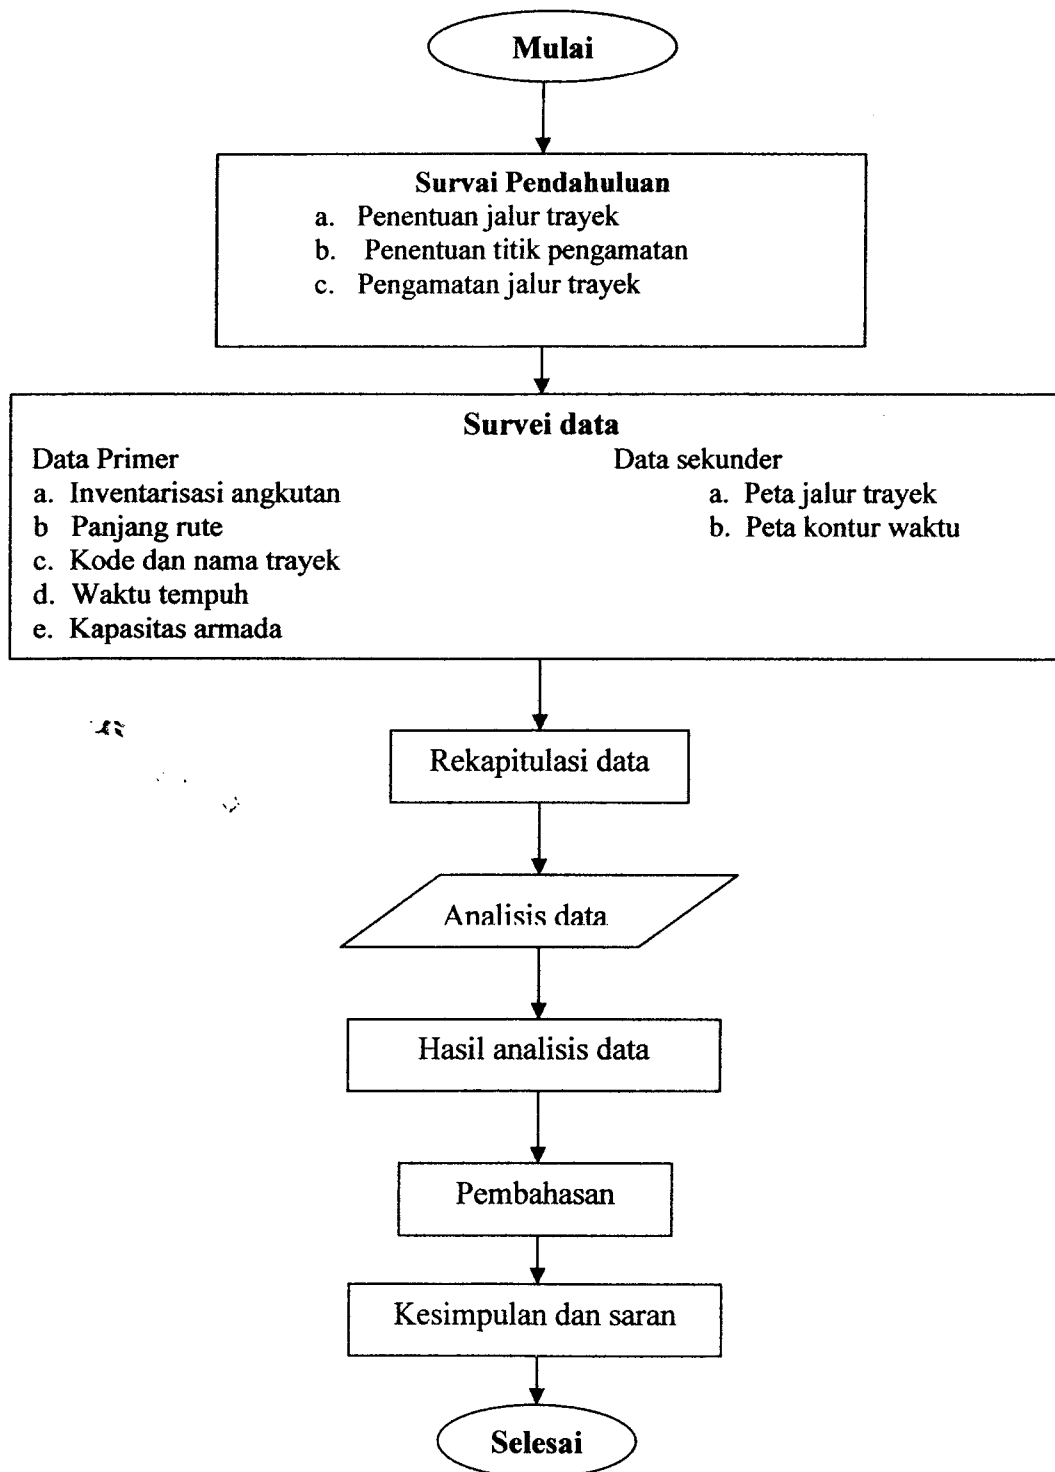 Mulai
Survai Pendahuluan
a. Penentuan jalur trayek
b. Penentuan titik pengamatan
c. Pengamatan jalur trayek
Survei data
Data Primer
a. Inventarisasi angkutan
b Panjang rute
c. Kode dan nama trayek
d. Waktu tempuh
e. Kapasitas armada
Data sekunder
a. Peta jalur trayek
b. Peta kontur waktu
Rekapitulasi data
Analisis data
Hasil analisis data
Pembahasan
Kesimpulan dan saran
Selesai